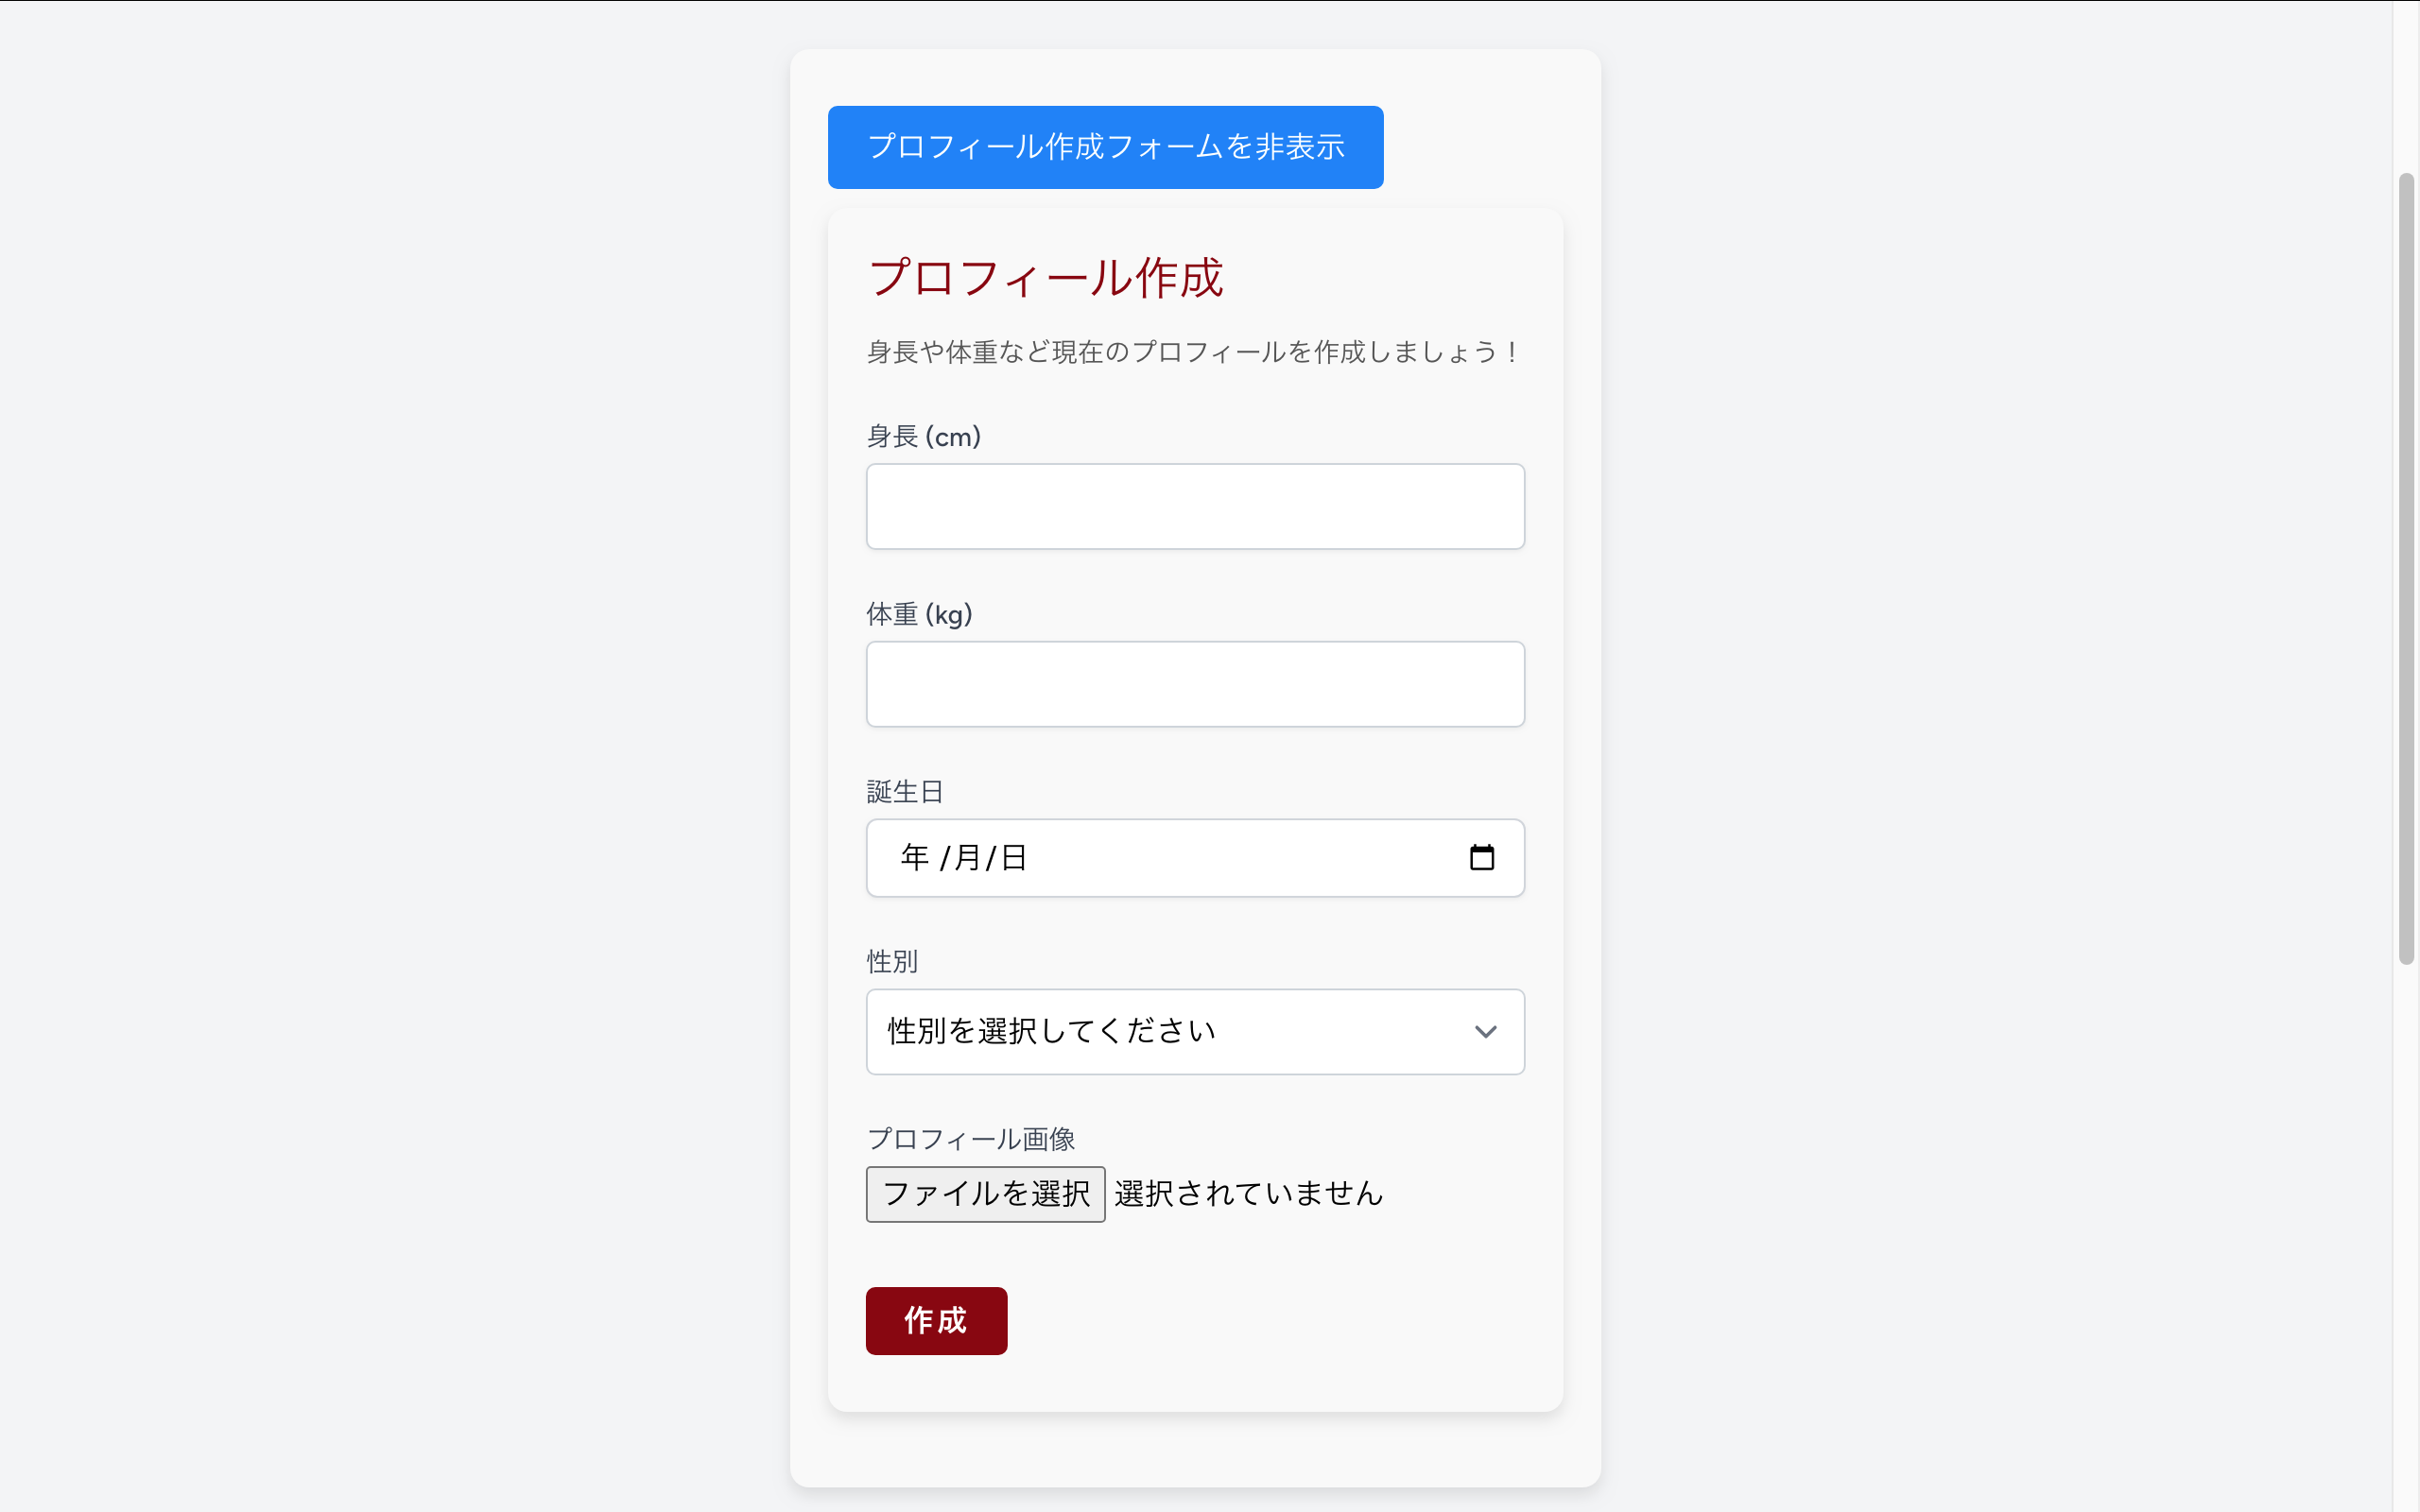 プロフィール作成フォームを非表示
プロフィール作成
身長や体重など現在のプロフィールを作成しましょう！
身長 (cm)
体重 (kg)
誕生日
年 /月/日
性別
性別を選択してください
プロフィール画像
ファイルを選択 選択されていません
作成